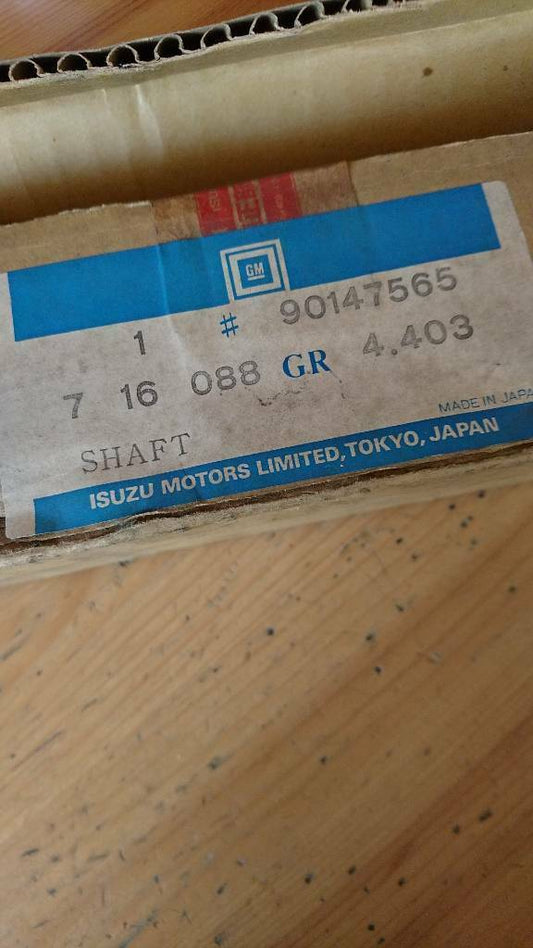 GM
1 # 90147565
7 16 088 GR 4.403
SHAFT
MADE IN JAPA
ISUZU MOTORS LIMITED, TOKYO, JAPAN